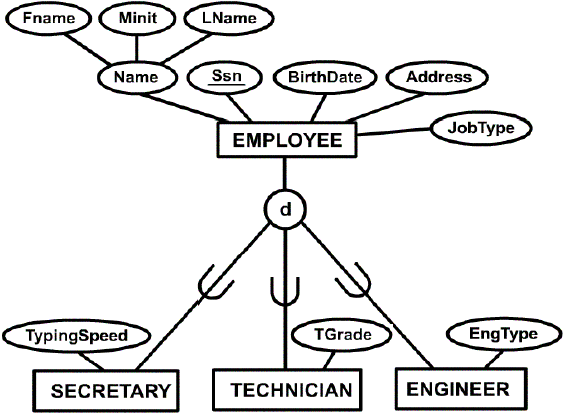 Fname Minit LName
Name Ssn BirthDate Address
EMPLOYEE JobType
d
TypingSpeed TGrade EngType
SECRETARY TECHNICIAN ENGINEER